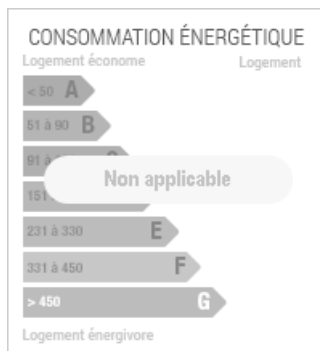 CONSOMMATION ÉNERGÉTIQUE
Logement économe Logement
< 50 A
51 à 90 B
91 à
Non applicable
151
231 à 330 E
331 à 450 F
> 450 G
Logement énergivore